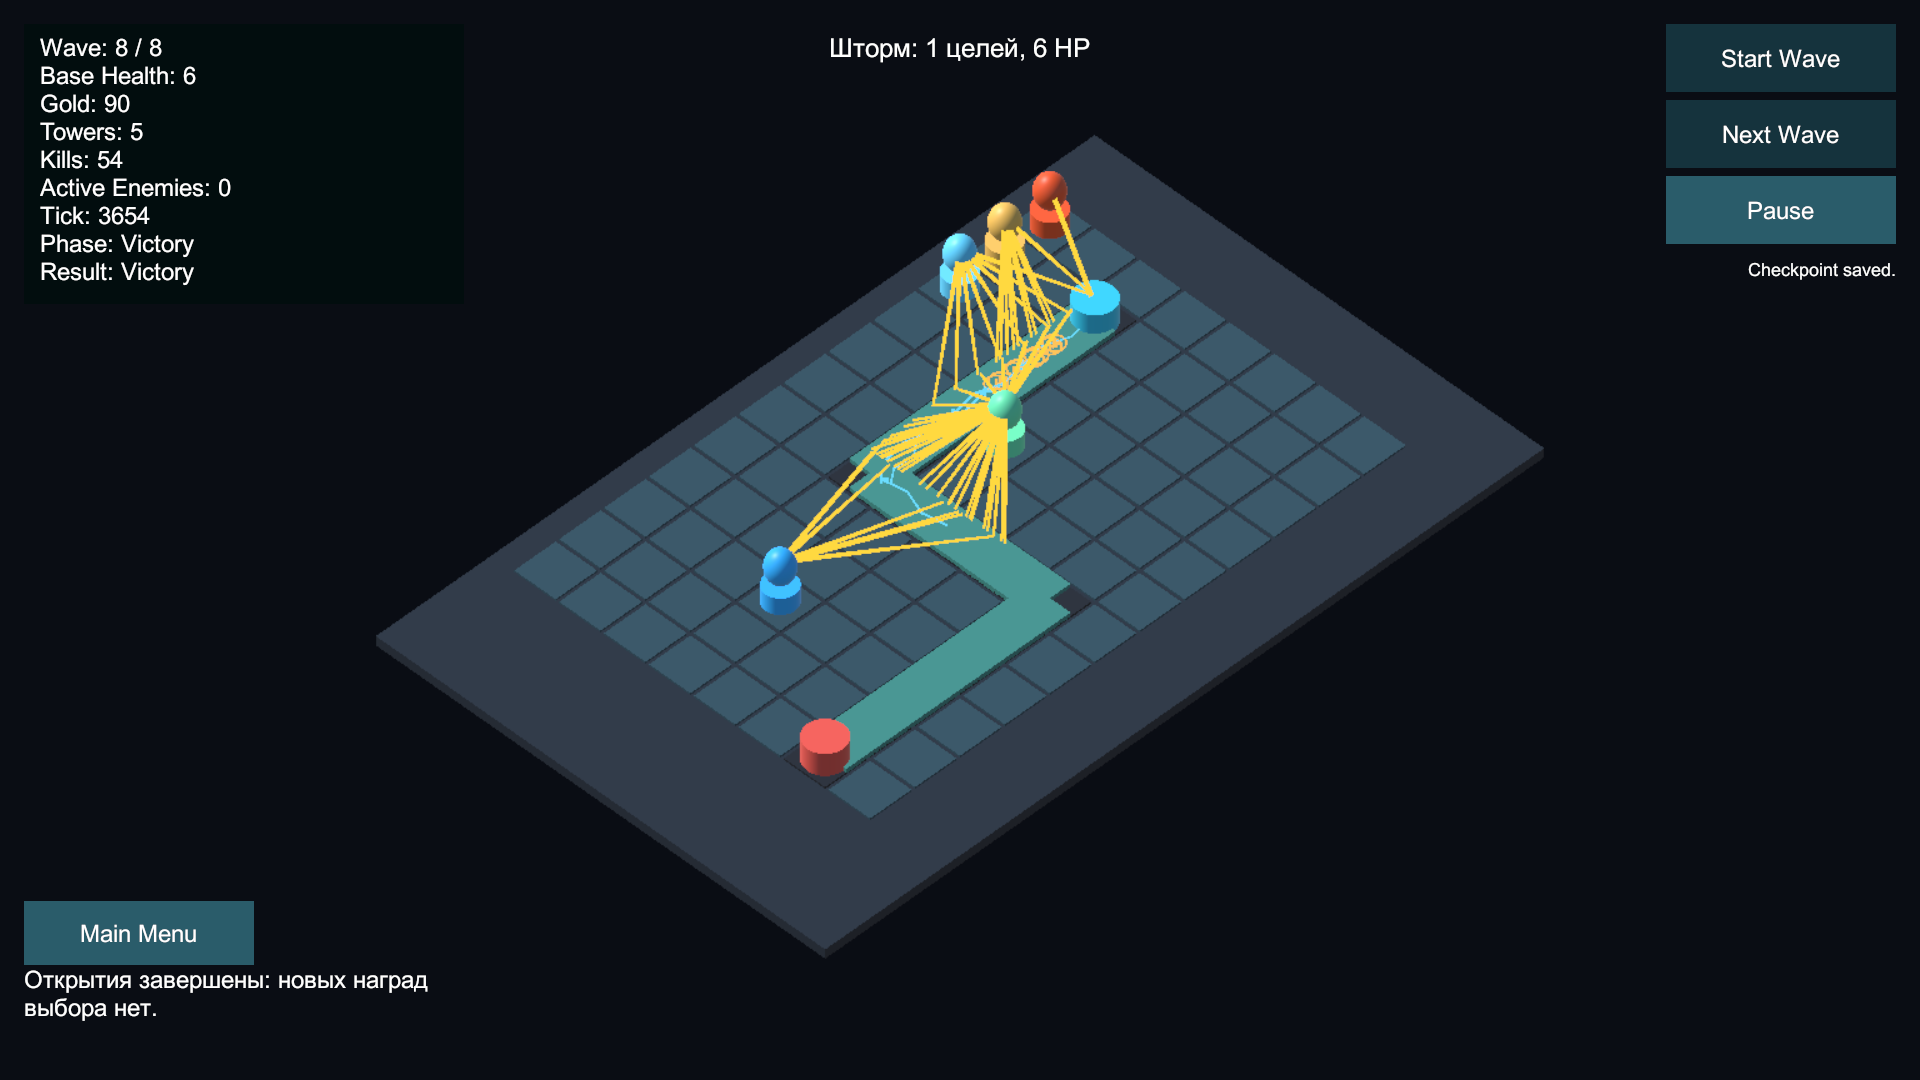 Wave: 8 / 8
Base Health: 6
Gold: 90
Towers: 5
Kills: 54
Active Enemies: 0
Tick: 3654
Phase: Victory
Result: Victory
Шторм: 1 целей, 6 HP
Start Wave
Next Wave
Pause
Checkpoint saved.
Main Menu
Открытия завершены: новых наград
выбора нет.